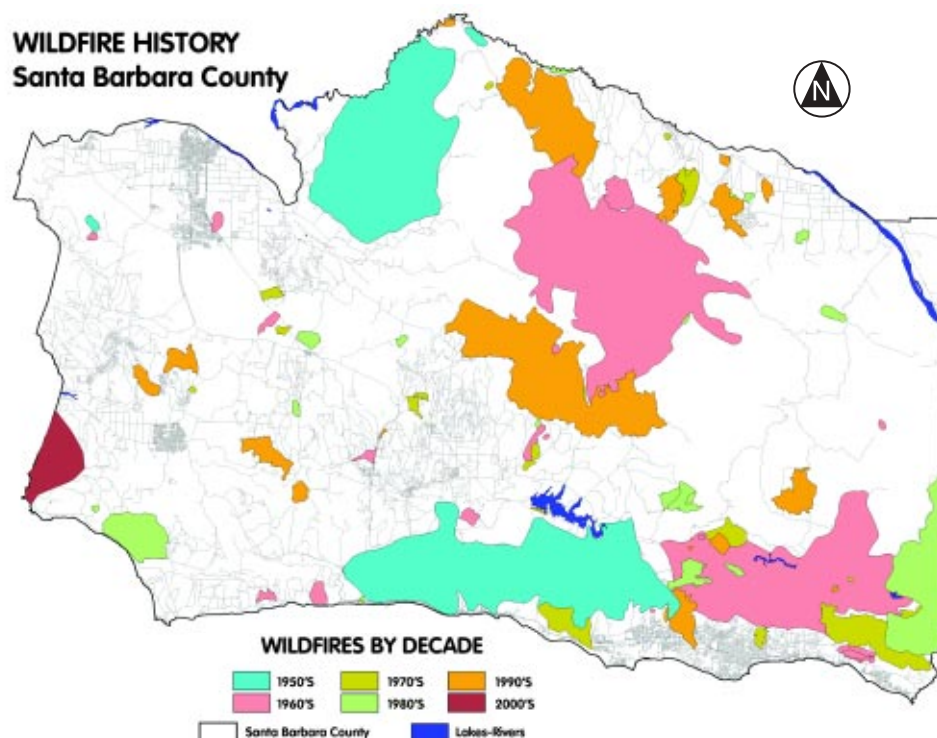 WILDFIRE HISTORY
Santa Barbara County
N
WILDFIRES BY DECADE
1950'S
1970'S
1990'S
1960'S
1980'S
2000'S
Santa Barbara County
Lakes-Rivers